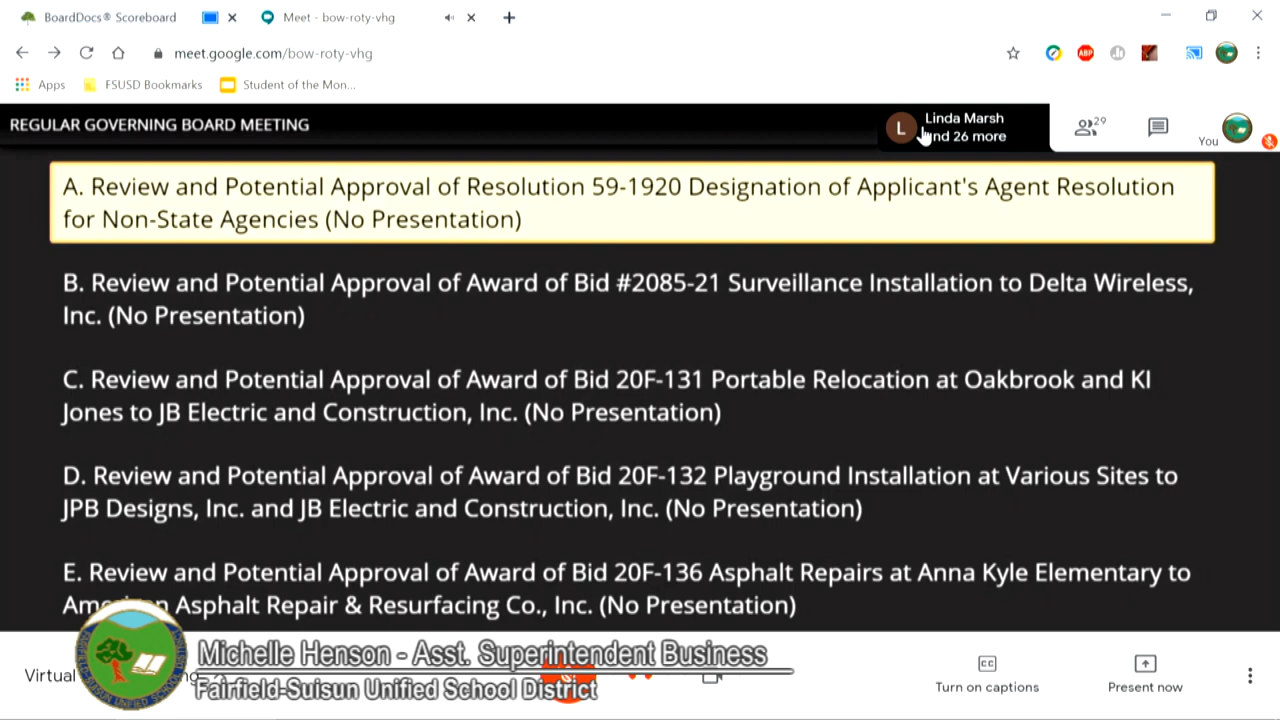 BoardDocs® Scoreboard
Meet - bow-roty-vhg
meet.google.com/bow-roty-vhg
ABP
Apps
FSUSD Bookmarks
Student of the Mon...
REGULAR GOVERNING BOARD MEETING
L
Linda Marsh
and 26 more
29
You
A. Review and Potential Approval of Resolution 59-1920 Designation of Applicant's Agent Resolution
for Non-State Agencies (No Presentation)
B. Review and Potential Approval of Award of Bid #2085-21 Surveillance Installation to Delta Wireless,
Inc. (No Presentation)
C. Review and Potential Approval of Award of Bid 20F-131 Portable Relocation at Oakbrook and KI
Jones to JB Electric and Construction, Inc. (No Presentation)
D. Review and Potential Approval of Award of Bid 20F-132 Playground Installation at Various Sites to
JPB Designs, Inc. and JB Electric and Construction, Inc. (No Presentation)
E. Review and Potential Approval of Award of Bid 20F-136 Asphalt Repairs at Anna Kyle Elementary to
American Asphalt Repair & Resurfacing Co., Inc. (No Presentation)
Michelle Henson - Asst. Superintendent Business
Fairfield-Suisun Unified School District
Virtual
CC
Turn on captions
Present now